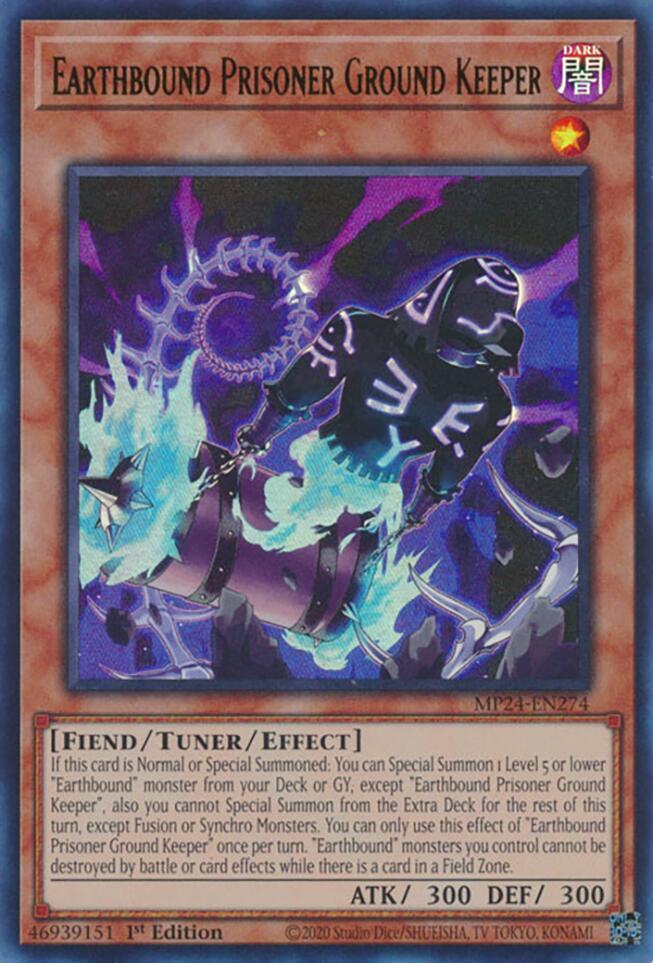 EARTHBOUND PRISONER GROUND KEEPER
DARK
闇
MP24-EN274
[FIEND/TUNER/EFFECT]
If this card is Normal or Special Summoned: You can Special Summon 1 Level 5 or lower
"Earthbound" monster from your Deck or GY, except "Earthbound Prisoner Ground
Keeper", also you cannot Special Summon from the Extra Deck for the rest of this
turn, except Fusion or Synchro Monsters. You can only use this effect of "Earthbound
Prisoner Ground Keeper" once per turn. "Earthbound" monsters you control cannot be
destroyed by battle or card effects while there is a card in a Field Zone.
ATK/ 300 DEF/ 300
46939151 1st Edition ©2020 Studio Dice/SHUEISHA, TV TOKYO, KONAMI